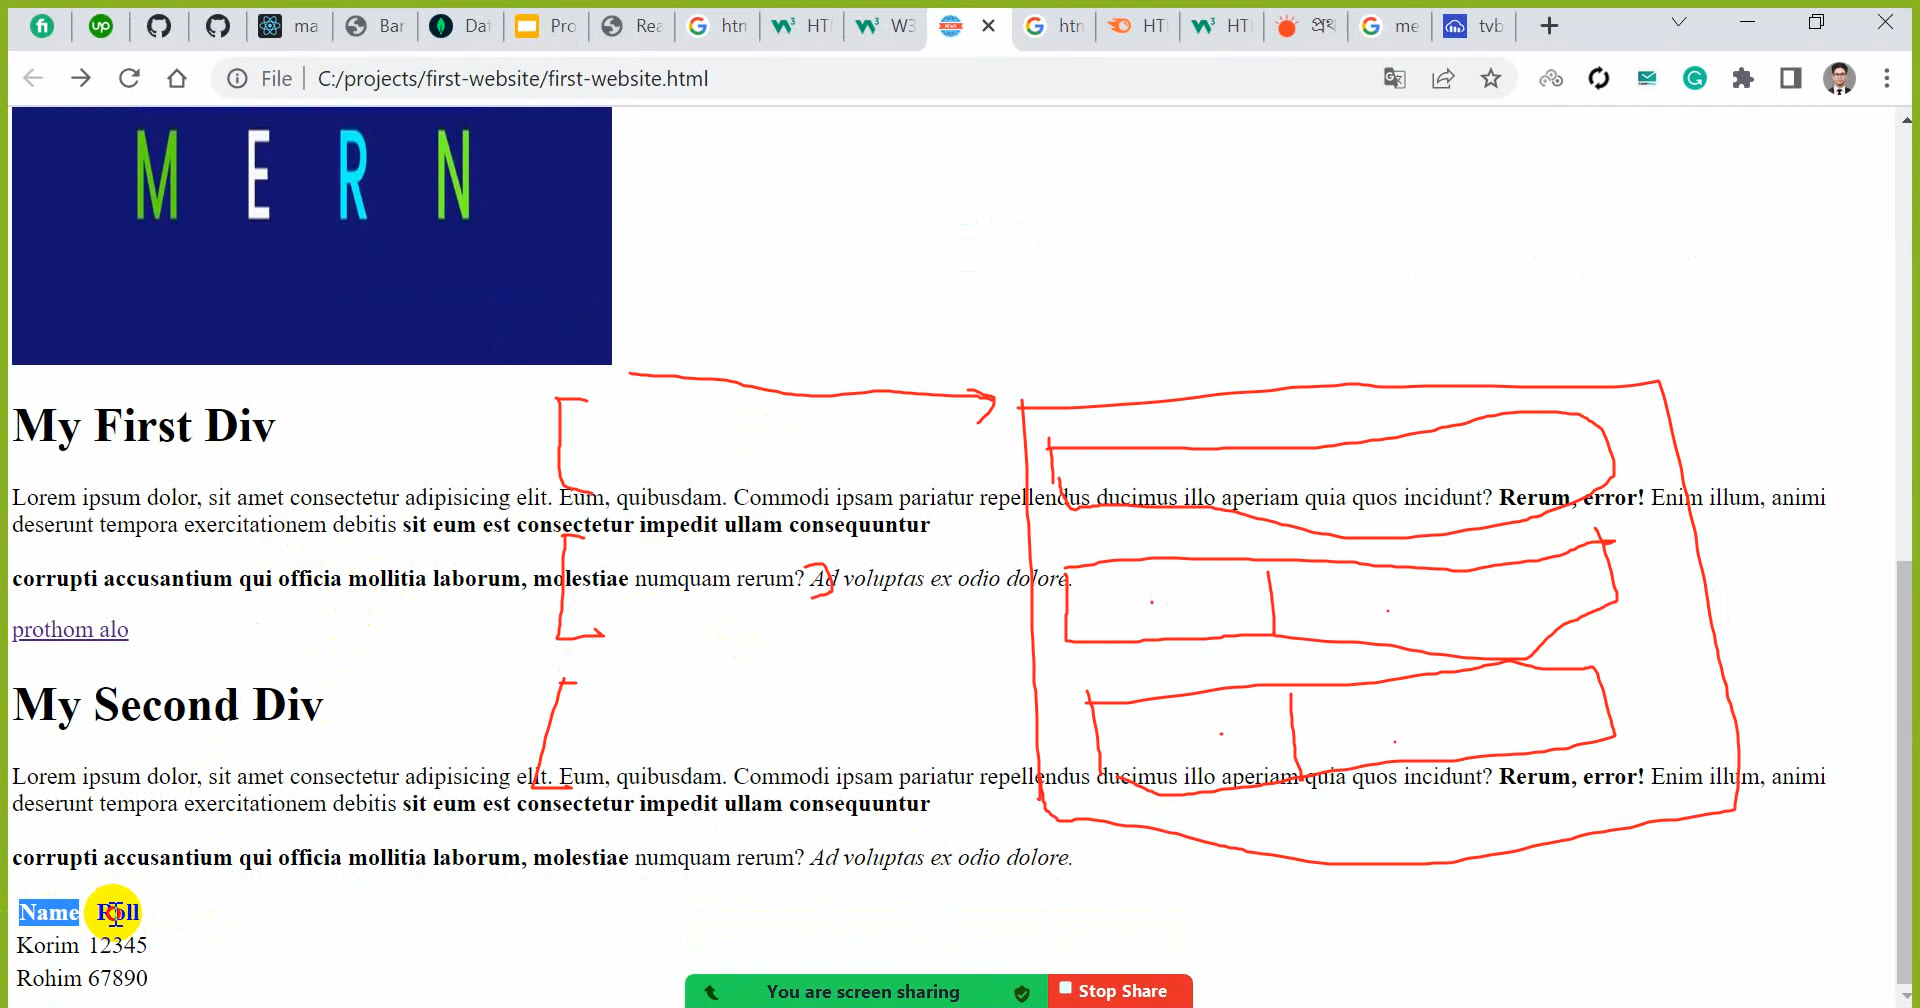 ma Bar Dat Pro Rea htn HTI W3 htn HTI HTI প্রথ me tvb
File C:/projects/first-website/first-website.html
M E R N
My First Div
Lorem ipsum dolor, sit amet consectetur adipisicing elit. Eum, quibusdam. Commodi ipsam pariatur repellendus ducimus illo aperiam quia quos incidunt? Rerum, error! Enim illum, animi
deserunt tempora exercitationem debitis sit eum est consectetur impedit ullam consequuntur
corrupti accusantium qui officia mollitia laborum, molestiae numquam rerum? Ad voluptas ex odio dolore.
prothom alo
My Second Div
Lorem ipsum dolor, sit amet consectetur adipisicing elit. Eum, quibusdam. Commodi ipsam pariatur repellendus ducimus illo aperiam quia quos incidunt? Rerum, error! Enim illum, animi
deserunt tempora exercitationem debitis sit eum est consectetur impedit ullam consequuntur
corrupti accusantium qui officia mollitia laborum, molestiae numquam rerum? Ad voluptas ex odio dolore.
Name Roll
Korim 12345
Rohim 67890
You are screen sharing Stop Share